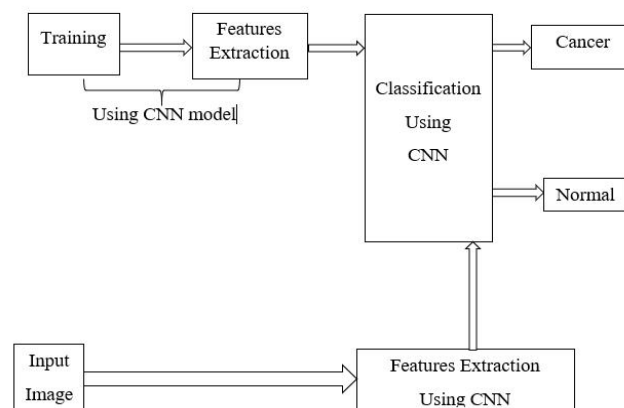 Training
Features
Extraction
Using CNN model
Classification
Using
CNN
Cancer
Normal
Input
Image
Features Extraction
Using CNN